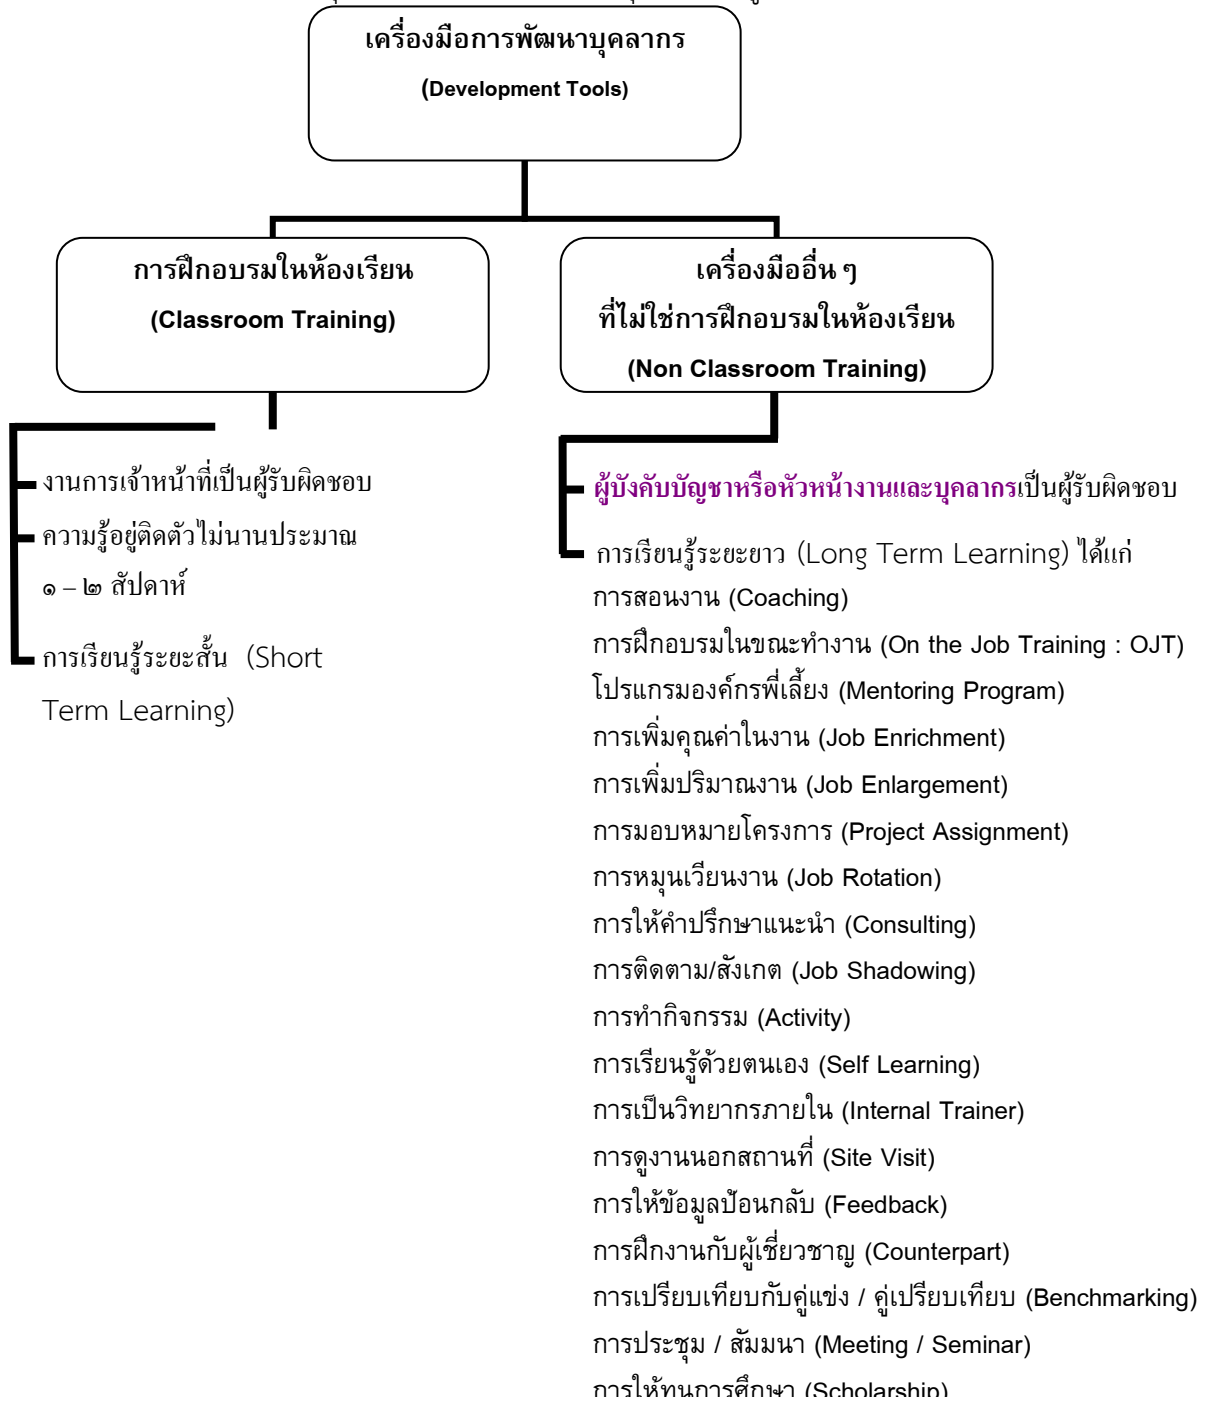 เครื่องมือการพัฒนาบุคลากร
(Development Tools)
การฝึกอบรมในห้องเรียน
(Classroom Training)
เครื่องมืออื่น ๆ
ที่ไม่ใช่การฝึกอบรมในห้องเรียน
(Non Classroom Training)
งานการเจ้าหน้าที่เป็นผู้รับผิดชอบ
ความรู้อยู่ติดตัวไม่นานประมาณ
๑ – ๒ สัปดาห์
การเรียนรู้ระยะสั้น (Short
Term Learning)
ผู้บังคับบัญชาหรือหัวหน้างานและบุคลากรเป็นผู้รับผิดชอบ
การเรียนรู้ระยะยาว (Long Term Learning) ได้แก่
การสอนงาน (Coaching)
การฝึกอบรมในขณะทำงาน (On the Job Training : OJT)
โปรแกรมองค์กรพี่เลี้ยง (Mentoring Program)
การเพิ่มคุณค่าในงาน (Job Enrichment)
การเพิ่มปริมาณงาน (Job Enlargement)
การมอบหมายโครงการ (Project Assignment)
การหมุนเวียนงาน (Job Rotation)
การให้คำปรึกษาแนะนำ (Consulting)
การติดตาม/สังเกต (Job Shadowing)
การทำกิจกรรม (Activity)
การเรียนรู้ด้วยตนเอง (Self Learning)
การเป็นวิทยากรภายใน (Internal Trainer)
การดูงานนอกสถานที่ (Site Visit)
การให้ข้อมูลป้อนกลับ (Feedback)
การฝึกงานกับผู้เชี่ยวชาญ (Counterpart)
การเปรียบเทียบกับคู่แข่ง / คู่เปรียบเทียบ (Benchmarking)
การประชุม / สัมมนา (Meeting / Seminar)
การให้ทุนการศึกษา (Scholarship)